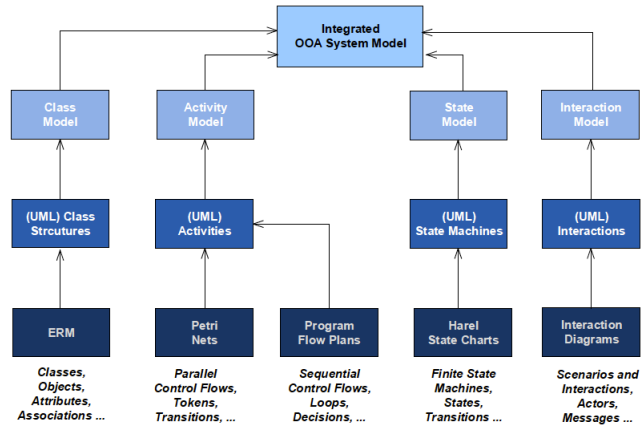 Integrated
OOA System Model
Class
Model
Activity
Model
State
Model
Interaction
Model
(UML) Class
Strcutures
(UML)
Activities
(UML)
State Machines
(UML)
Interactions
ERM
Petri
Nets
Program
Flow Plans
Harel
State Charts
Interaction
Diagrams
Classes,
Objects,
Attributes,
Associations ...
Parallel
Control Flows,
Tokens,
Transitions, ...
Sequential
Control Flows,
Loops,
Decisions, ...
Finite State
Machines,
States,
Transitions ...
Scenarios and
Interactions,
Actors,
Messages ...